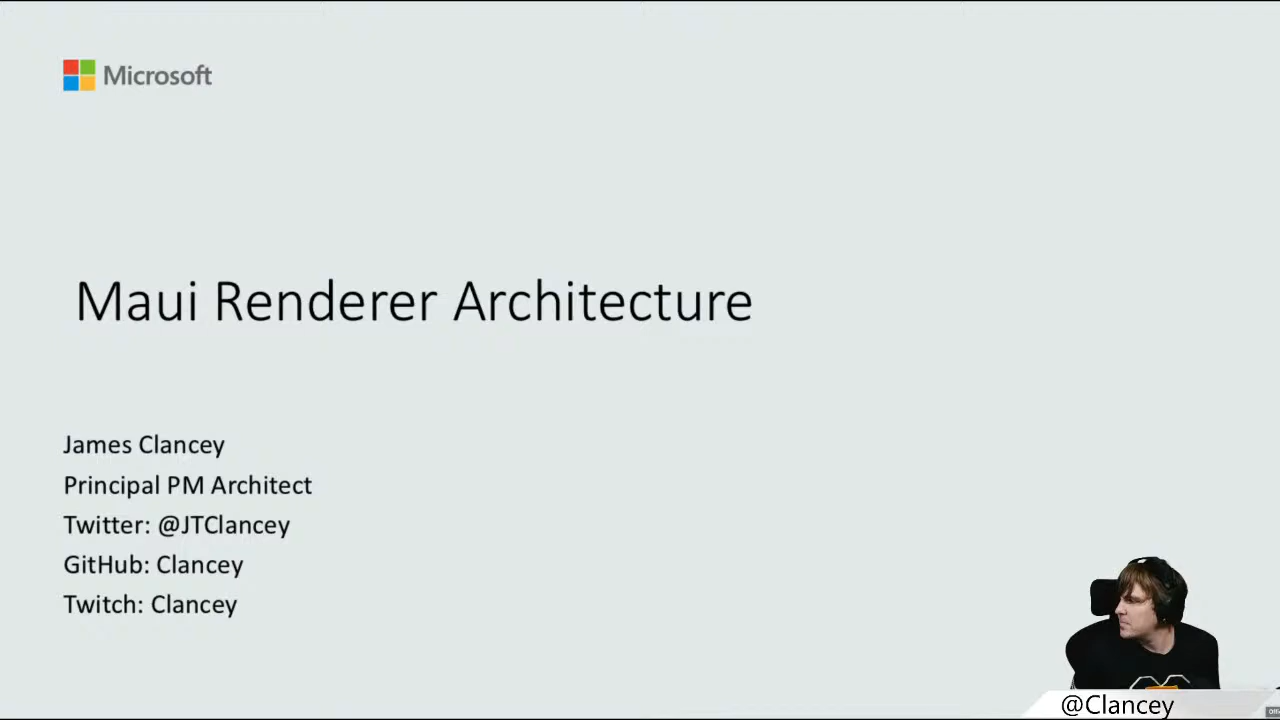 Microsoft
Maui Renderer Architecture
James Clancey
Principal PM Architect
Twitter: @JTClancey
GitHub: Clancey
Twitch: Clancey
@Clancey